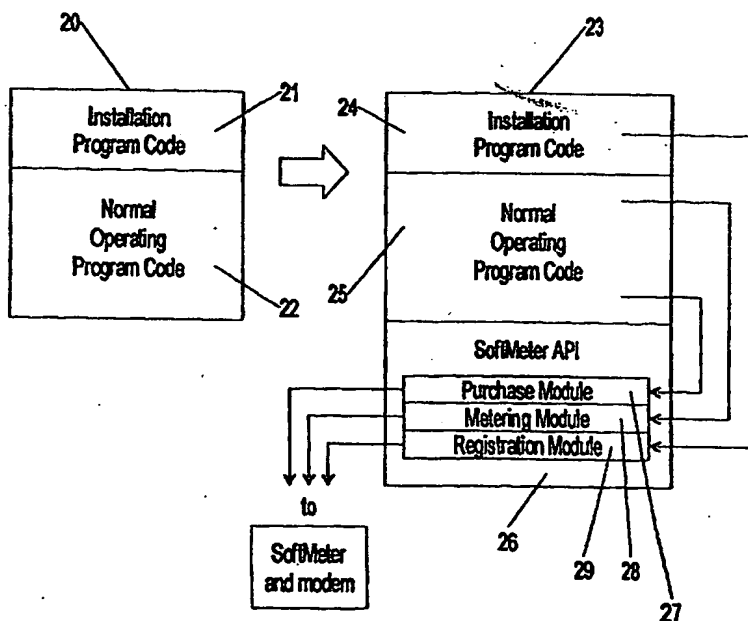 20
23
21
24
Installation
Program Code
Installation
Program Code
Normal
Operating
Program Code
Normal
Operating
Program Code
22
25
SoftMeter API
Purchase Module
Metering Module
Registration Module
to
SoftMeter
and modem
26
29
28
27